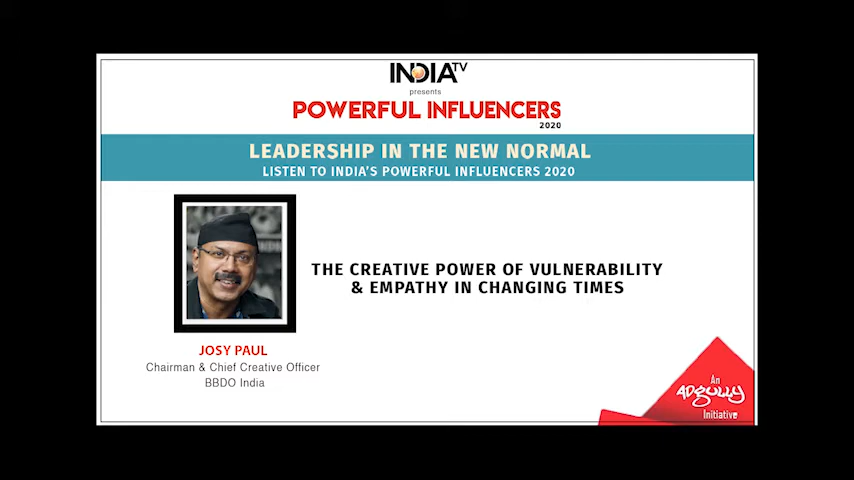 INDIA TV
presents
POWERFUL INFLUENCERS
2020
LEADERSHIP IN THE NEW NORMAL
LISTEN TO INDIA'S POWERFUL INFLUENCERS 2020
THE CREATIVE POWER OF VULNERABILITY
& EMPATHY IN CHANGING TIMES
JOSY PAUL
Chairman & Chief Creative Officer
BBDO India
An
ADGULLY
Initiative